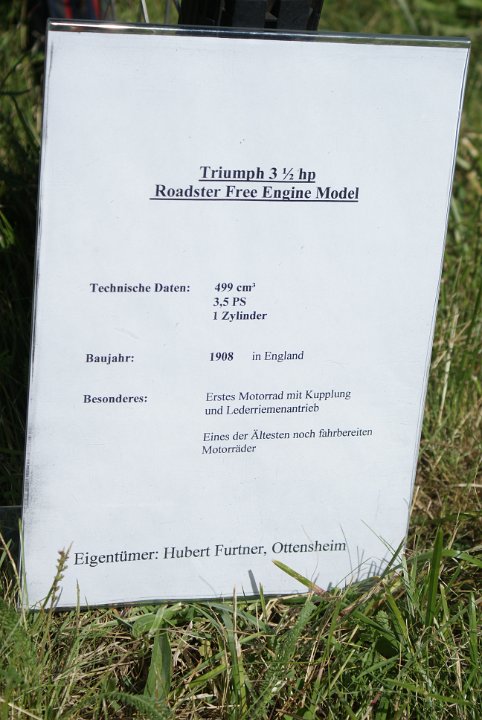 Triumph 3 ½ hp
Roadster Free Engine Model
Technische Daten: 499 cm³
3,5 PS
1 Zylinder
Baujahr: 1908 in England
Besonderes: Erstes Motorrad mit Kupplung
und Lederriemenantrieb
Eines der Ältesten noch fahrbereiten
Motorräder
Eigentümer: Hubert Furtner, Ottensheim